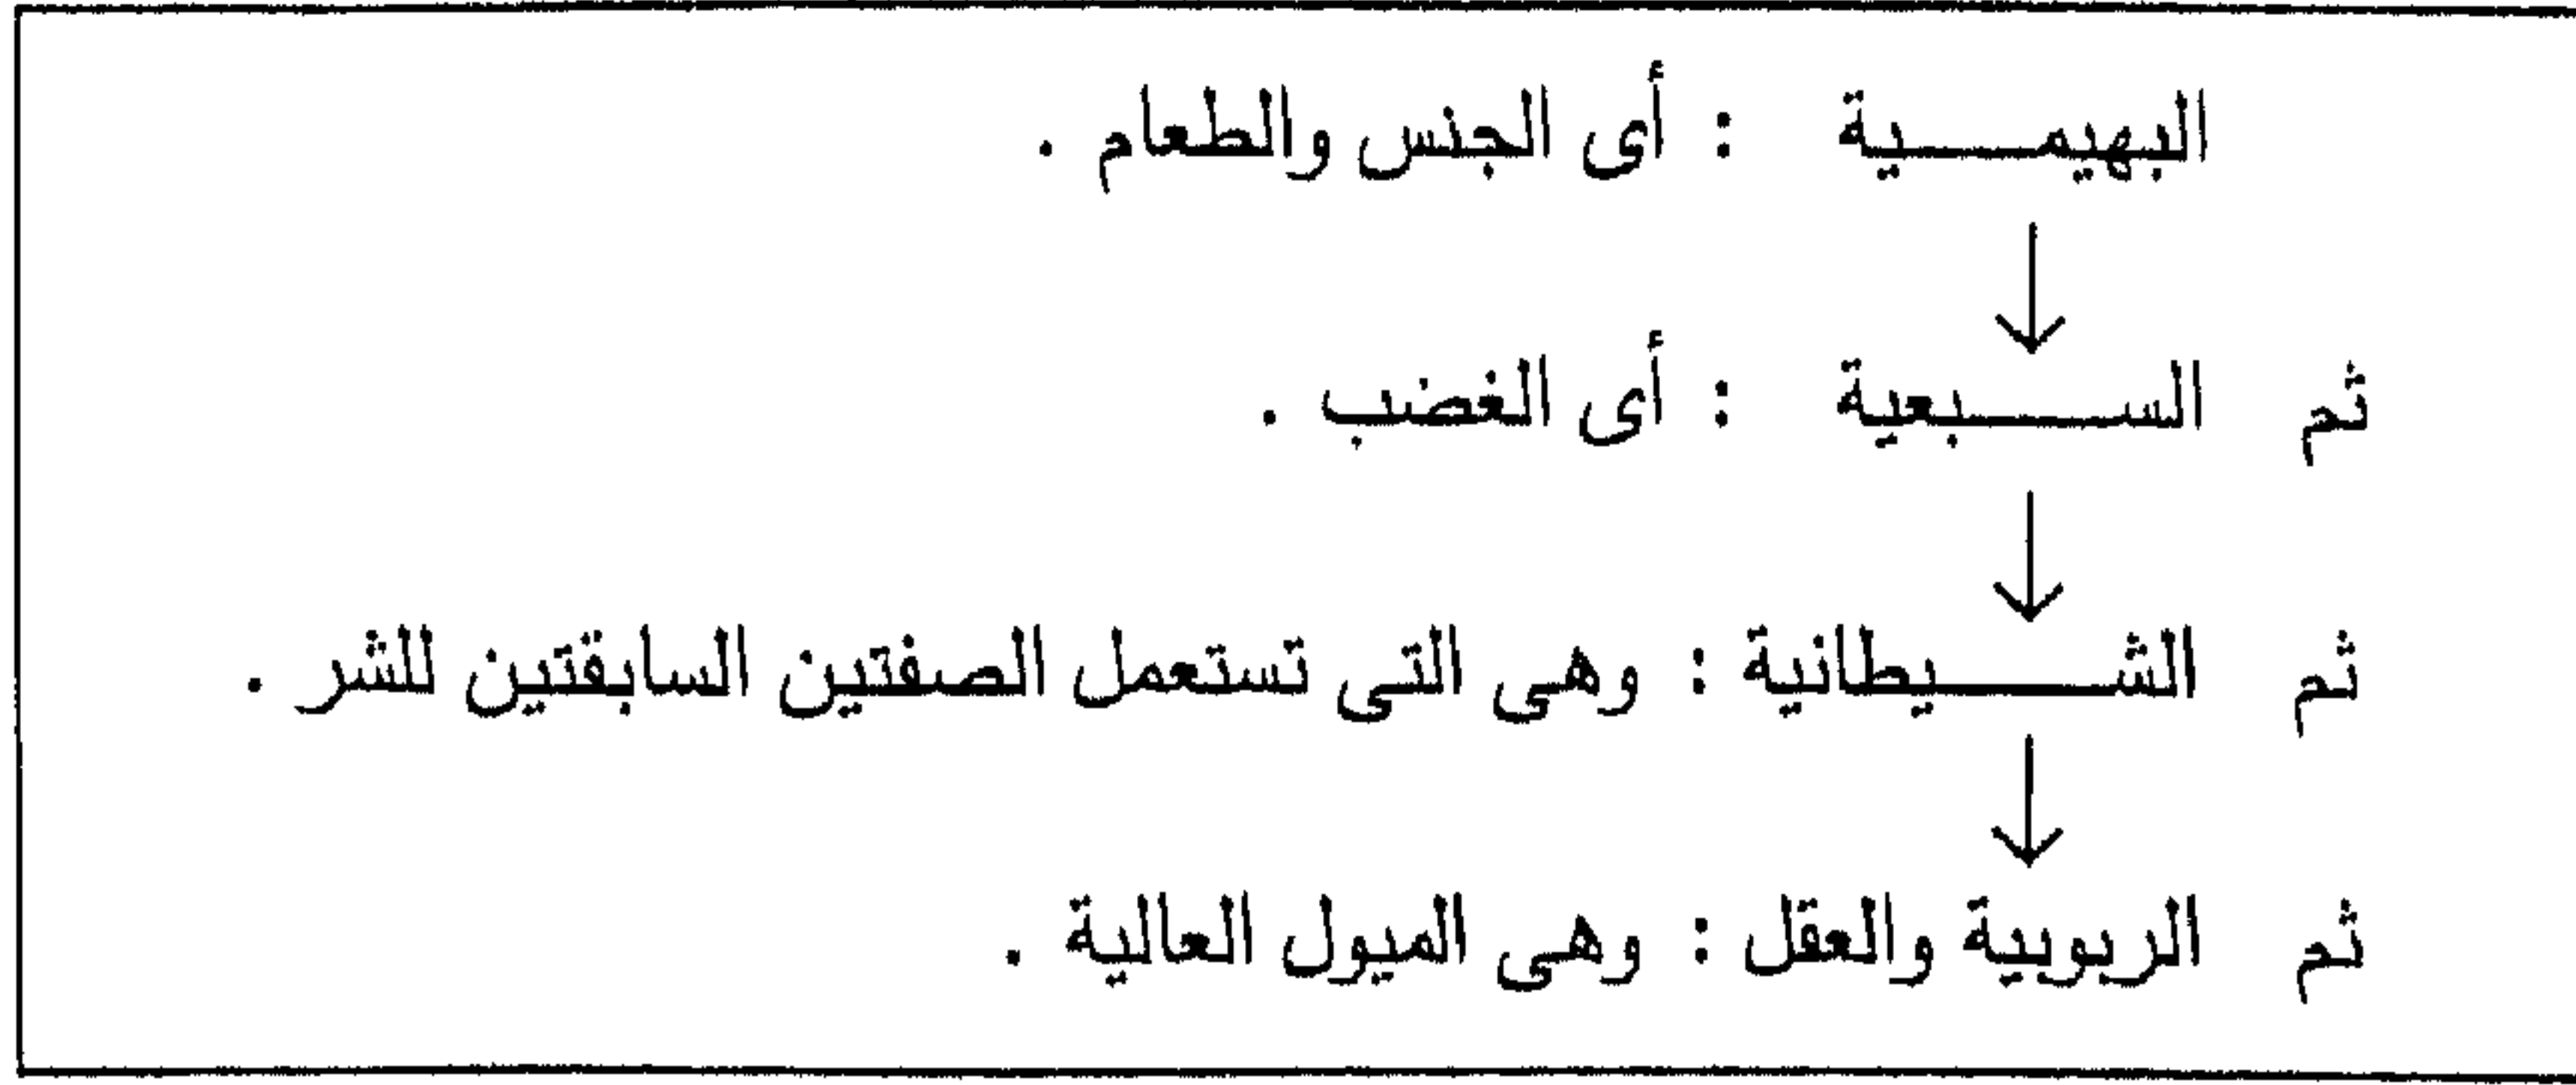 البهيمية : أى الجنس والطعام .
ثم السبعية : أى الغضب .
ثم الشيطانية : وهى التى تستعمل الصفتين السابقتين للشر .
ثم الربوبية والعقل : وهى الميول العالية .